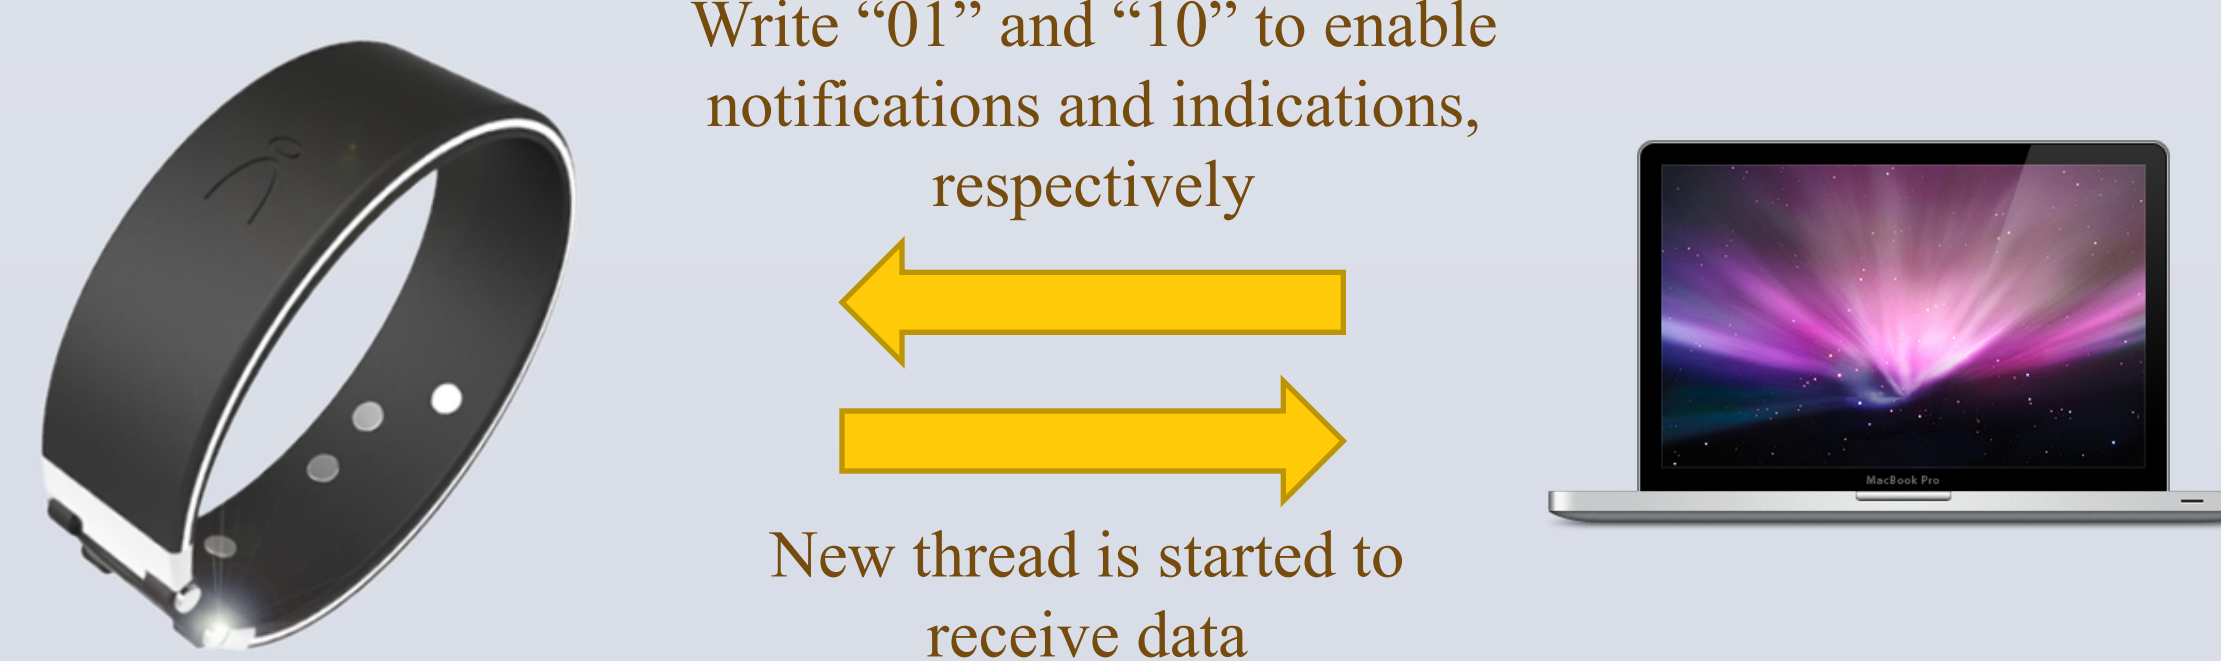 Write “01” and “10” to enable
notifications and indications,
respectively
MacBook Pro
New thread is started to
receive data